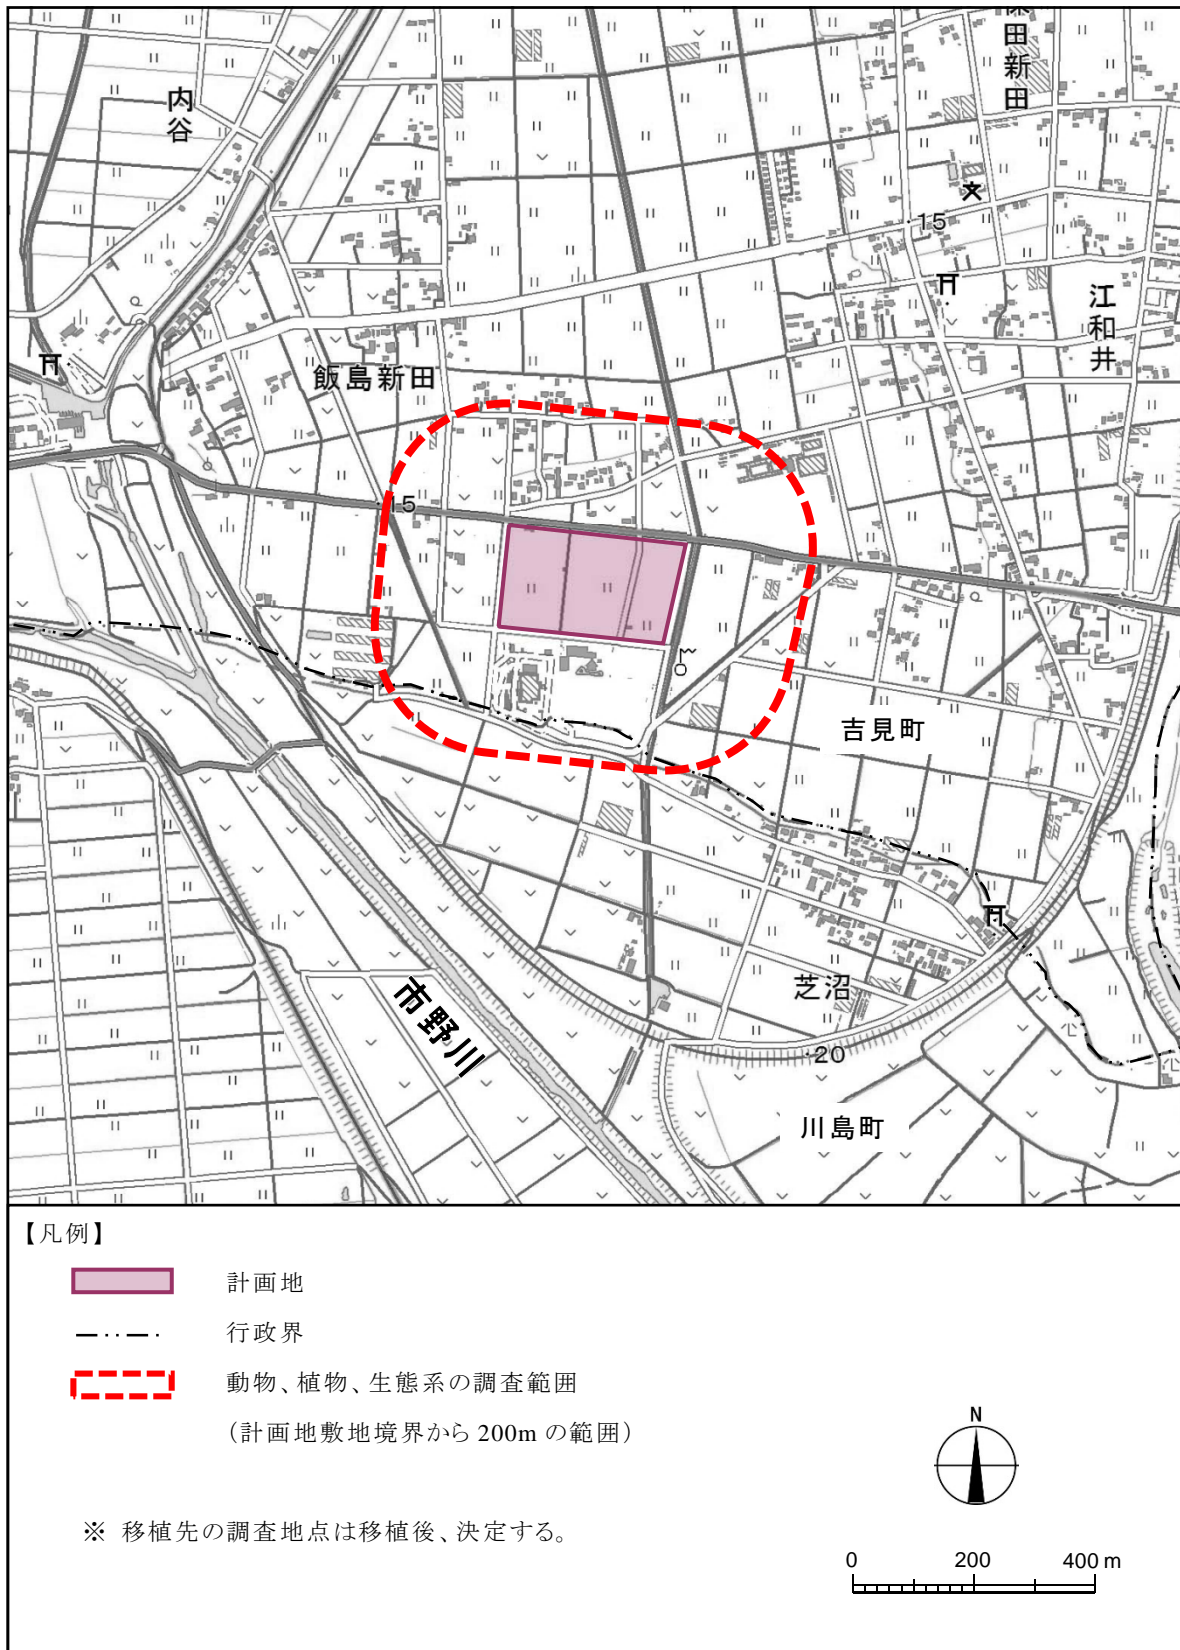 田新田
内谷
15
江和井
飯島新田
15
吉見町
芝沼
市野川
20
川島町
【凡例】
計画地
行政界
動物、植物、生態系の調査範囲
（計画地敷地境界から 200m の範囲）
N
※ 移植先の調査地点は移植後、決定する。
0 200 400 m